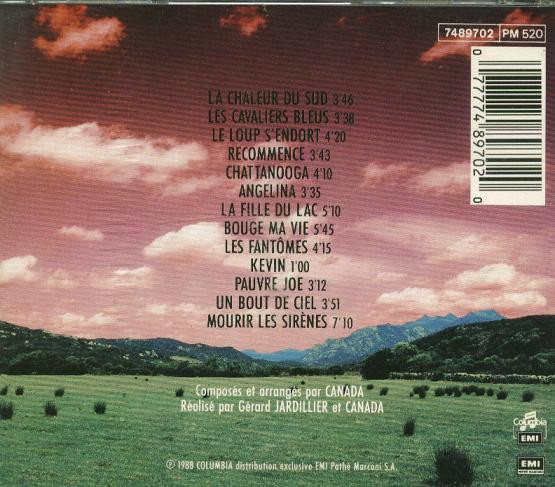 7489702 PM 520
LA CHALEUR DU SUD 3'46
LES CAVALIERS BLEUS 3'38
LE LOUP S'ENDORT 4'20
RECOMMENCE 3'43
CHATTANOOGA 4'10
ANGELINA 3'35
LA FILLE DU LAC 5'10
BOUGE MA VIE 5'45
LES FANTÔMES 4'15
KEVIN 1'00
PAUVRE JOE 3'12
UN BOUT DE CIEL 3'51
MOURIR LES SIRÈNES 7'10
0 77774 89702 0
Composés et arrangés par CANADA
Réalisé par Gérard JARDILLIER et CANADA
Columbia
EMI
EMI
PATHÉ MARCONI
℗ 1988 COLUMBIA distribution exclusive EMI Pathé Marconi S.A.